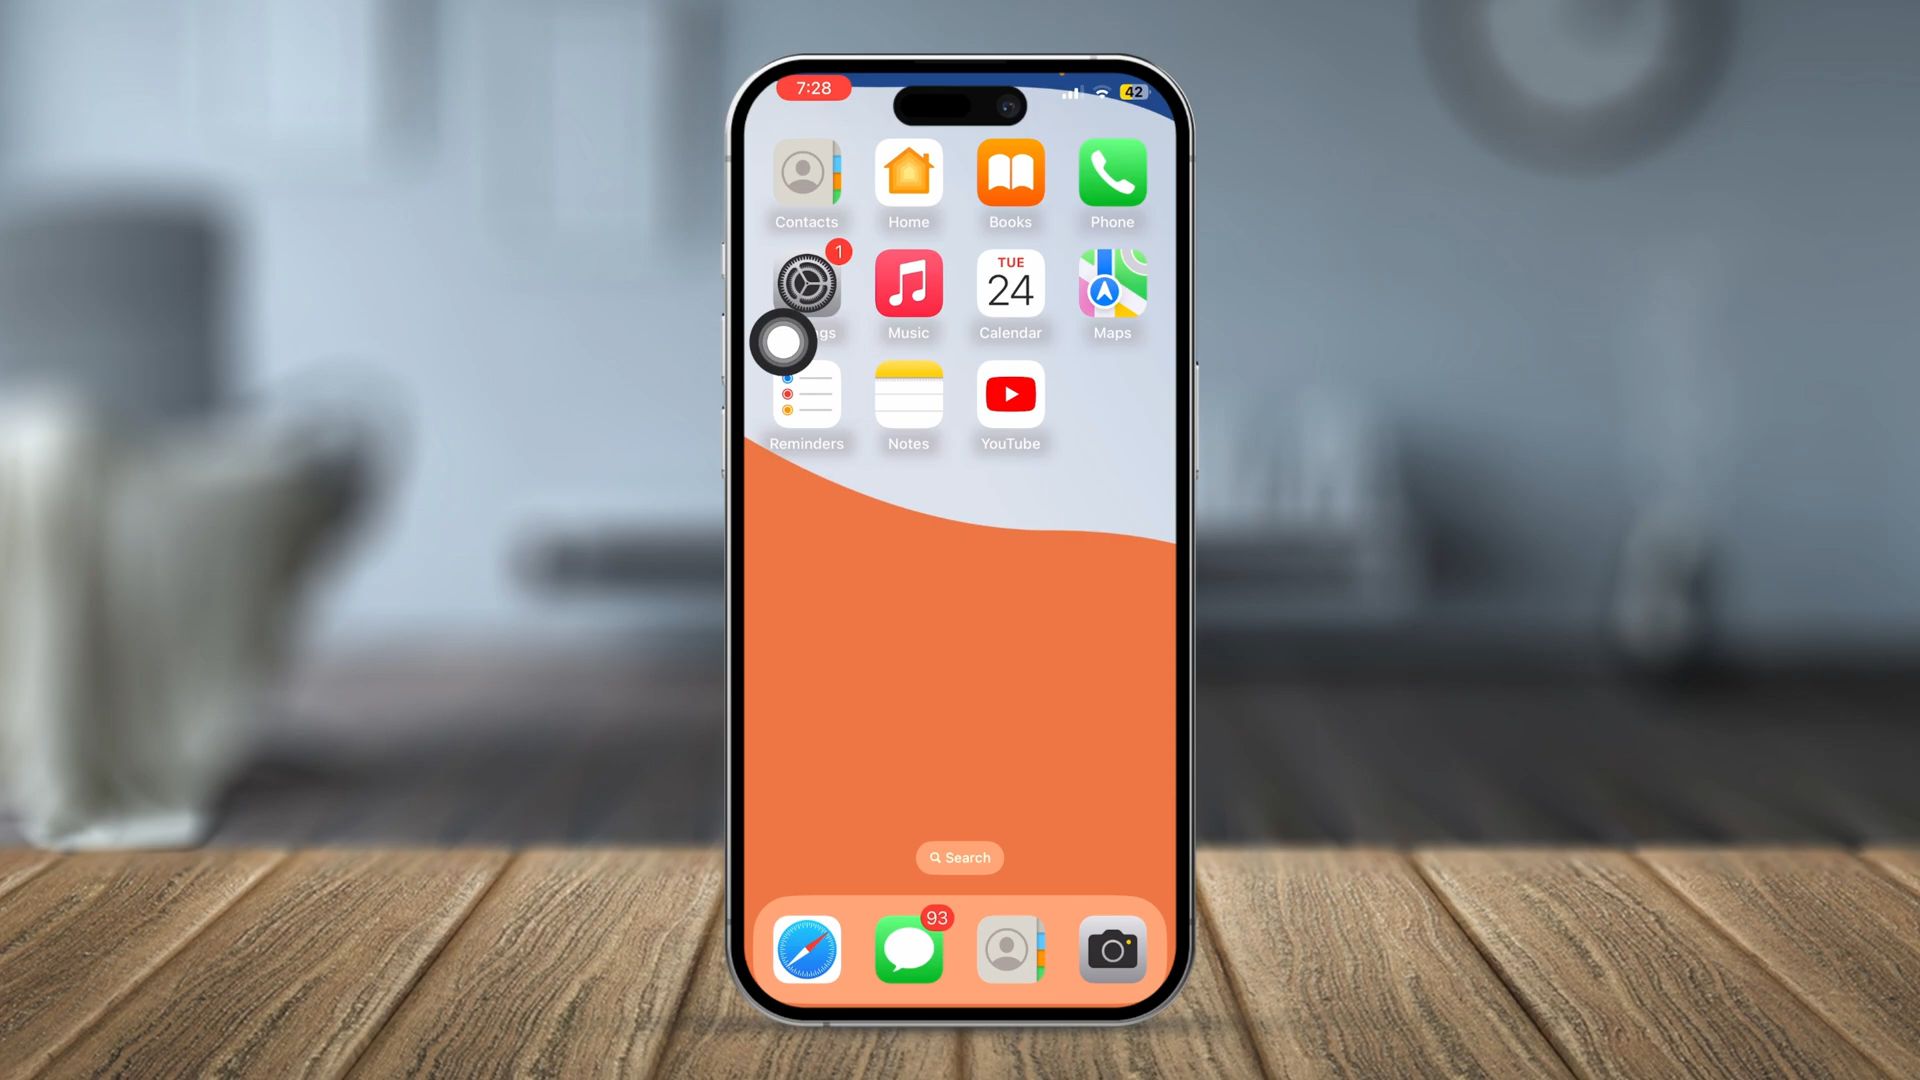 7:28
42
Contacts Home Books Phone
1
TUE
24
gs Music Calendar Maps
Reminders Notes YouTube
Search
93